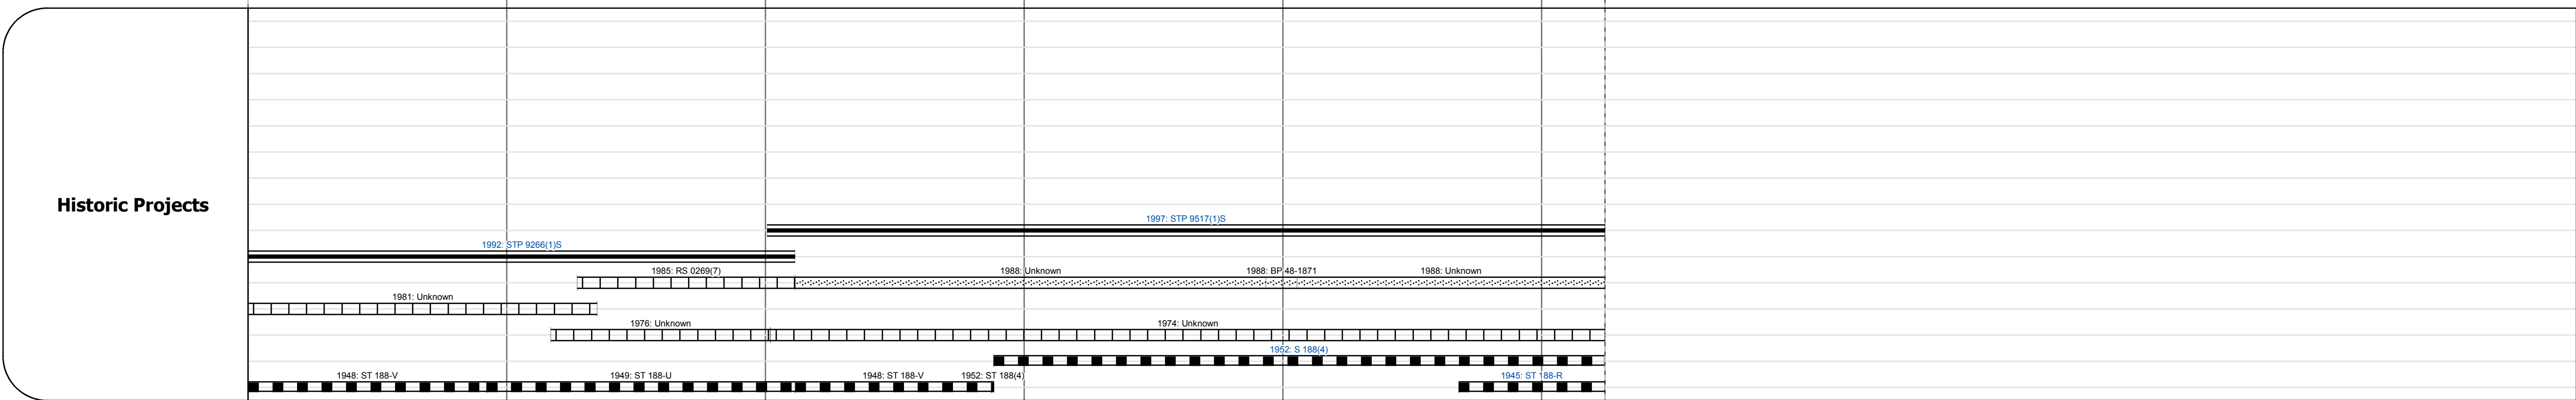 Historic Projects
1997: STP 9517(1)S
1992: STP 9266(1)S
1985: RS 0269(7)
1988: Unknown
1988: BP 48-1871
1988: Unknown
1981: Unknown
1976: Unknown
1974: Unknown
1952: S 188(4)
1948: ST 188-V
1949: ST 188-U
1948: ST 188-V
1952: ST 188(4)
1945: ST 188-R